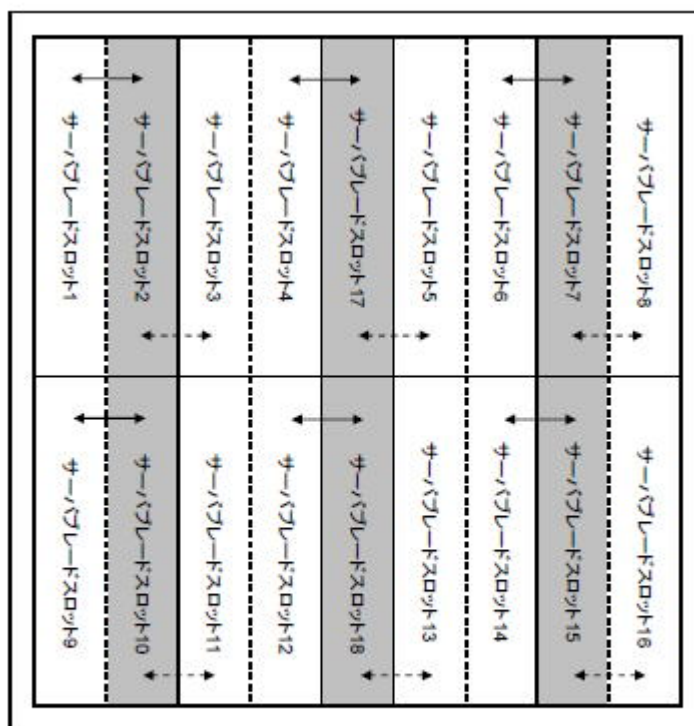 サーバブレードスロット1
サーバブレードスロット2
サーバブレードスロット3
サーバブレードスロット4
サーバブレードスロット17
サーバブレードスロット5
サーバブレードスロット6
サーバブレードスロット7
サーバブレードスロット8
サーバブレードスロット9
サーバブレードスロット10
サーバブレードスロット11
サーバブレードスロット12
サーバブレードスロット18
サーバブレードスロット13
サーバブレードスロット14
サーバブレードスロット15
サーバブレードスロット16